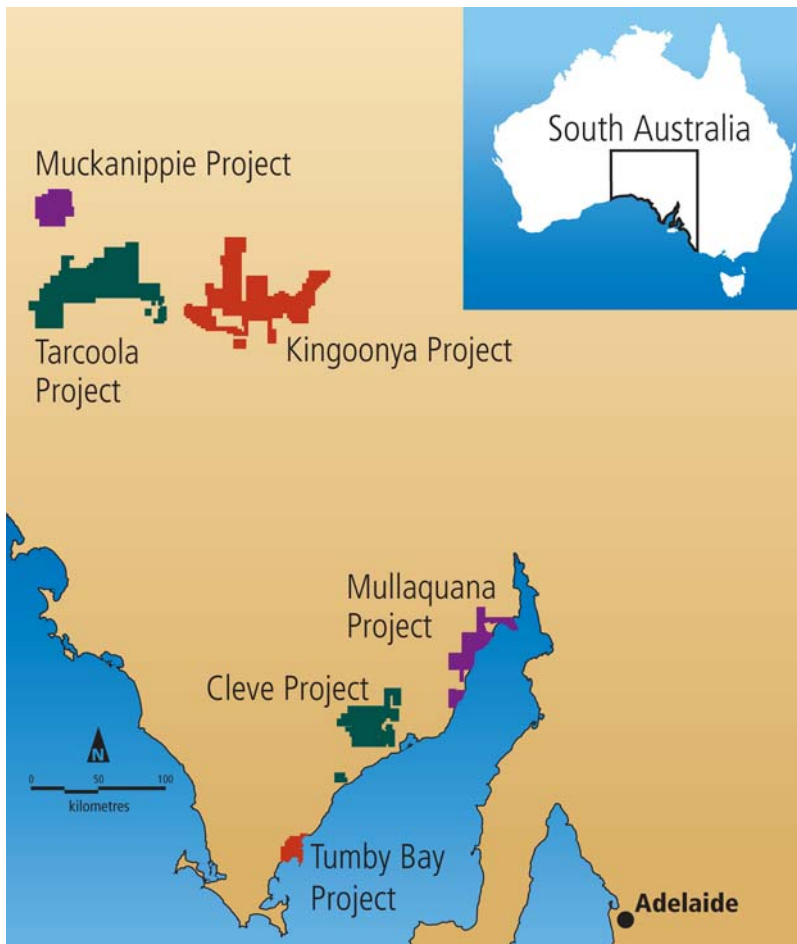 South Australia
Muckanippie Project
Tarcoola
Project
Kingoonya Project
Mullaquana
Project
Cleve Project
N
0 50 100
kilometres
Tumby Bay
Project
Adelaide